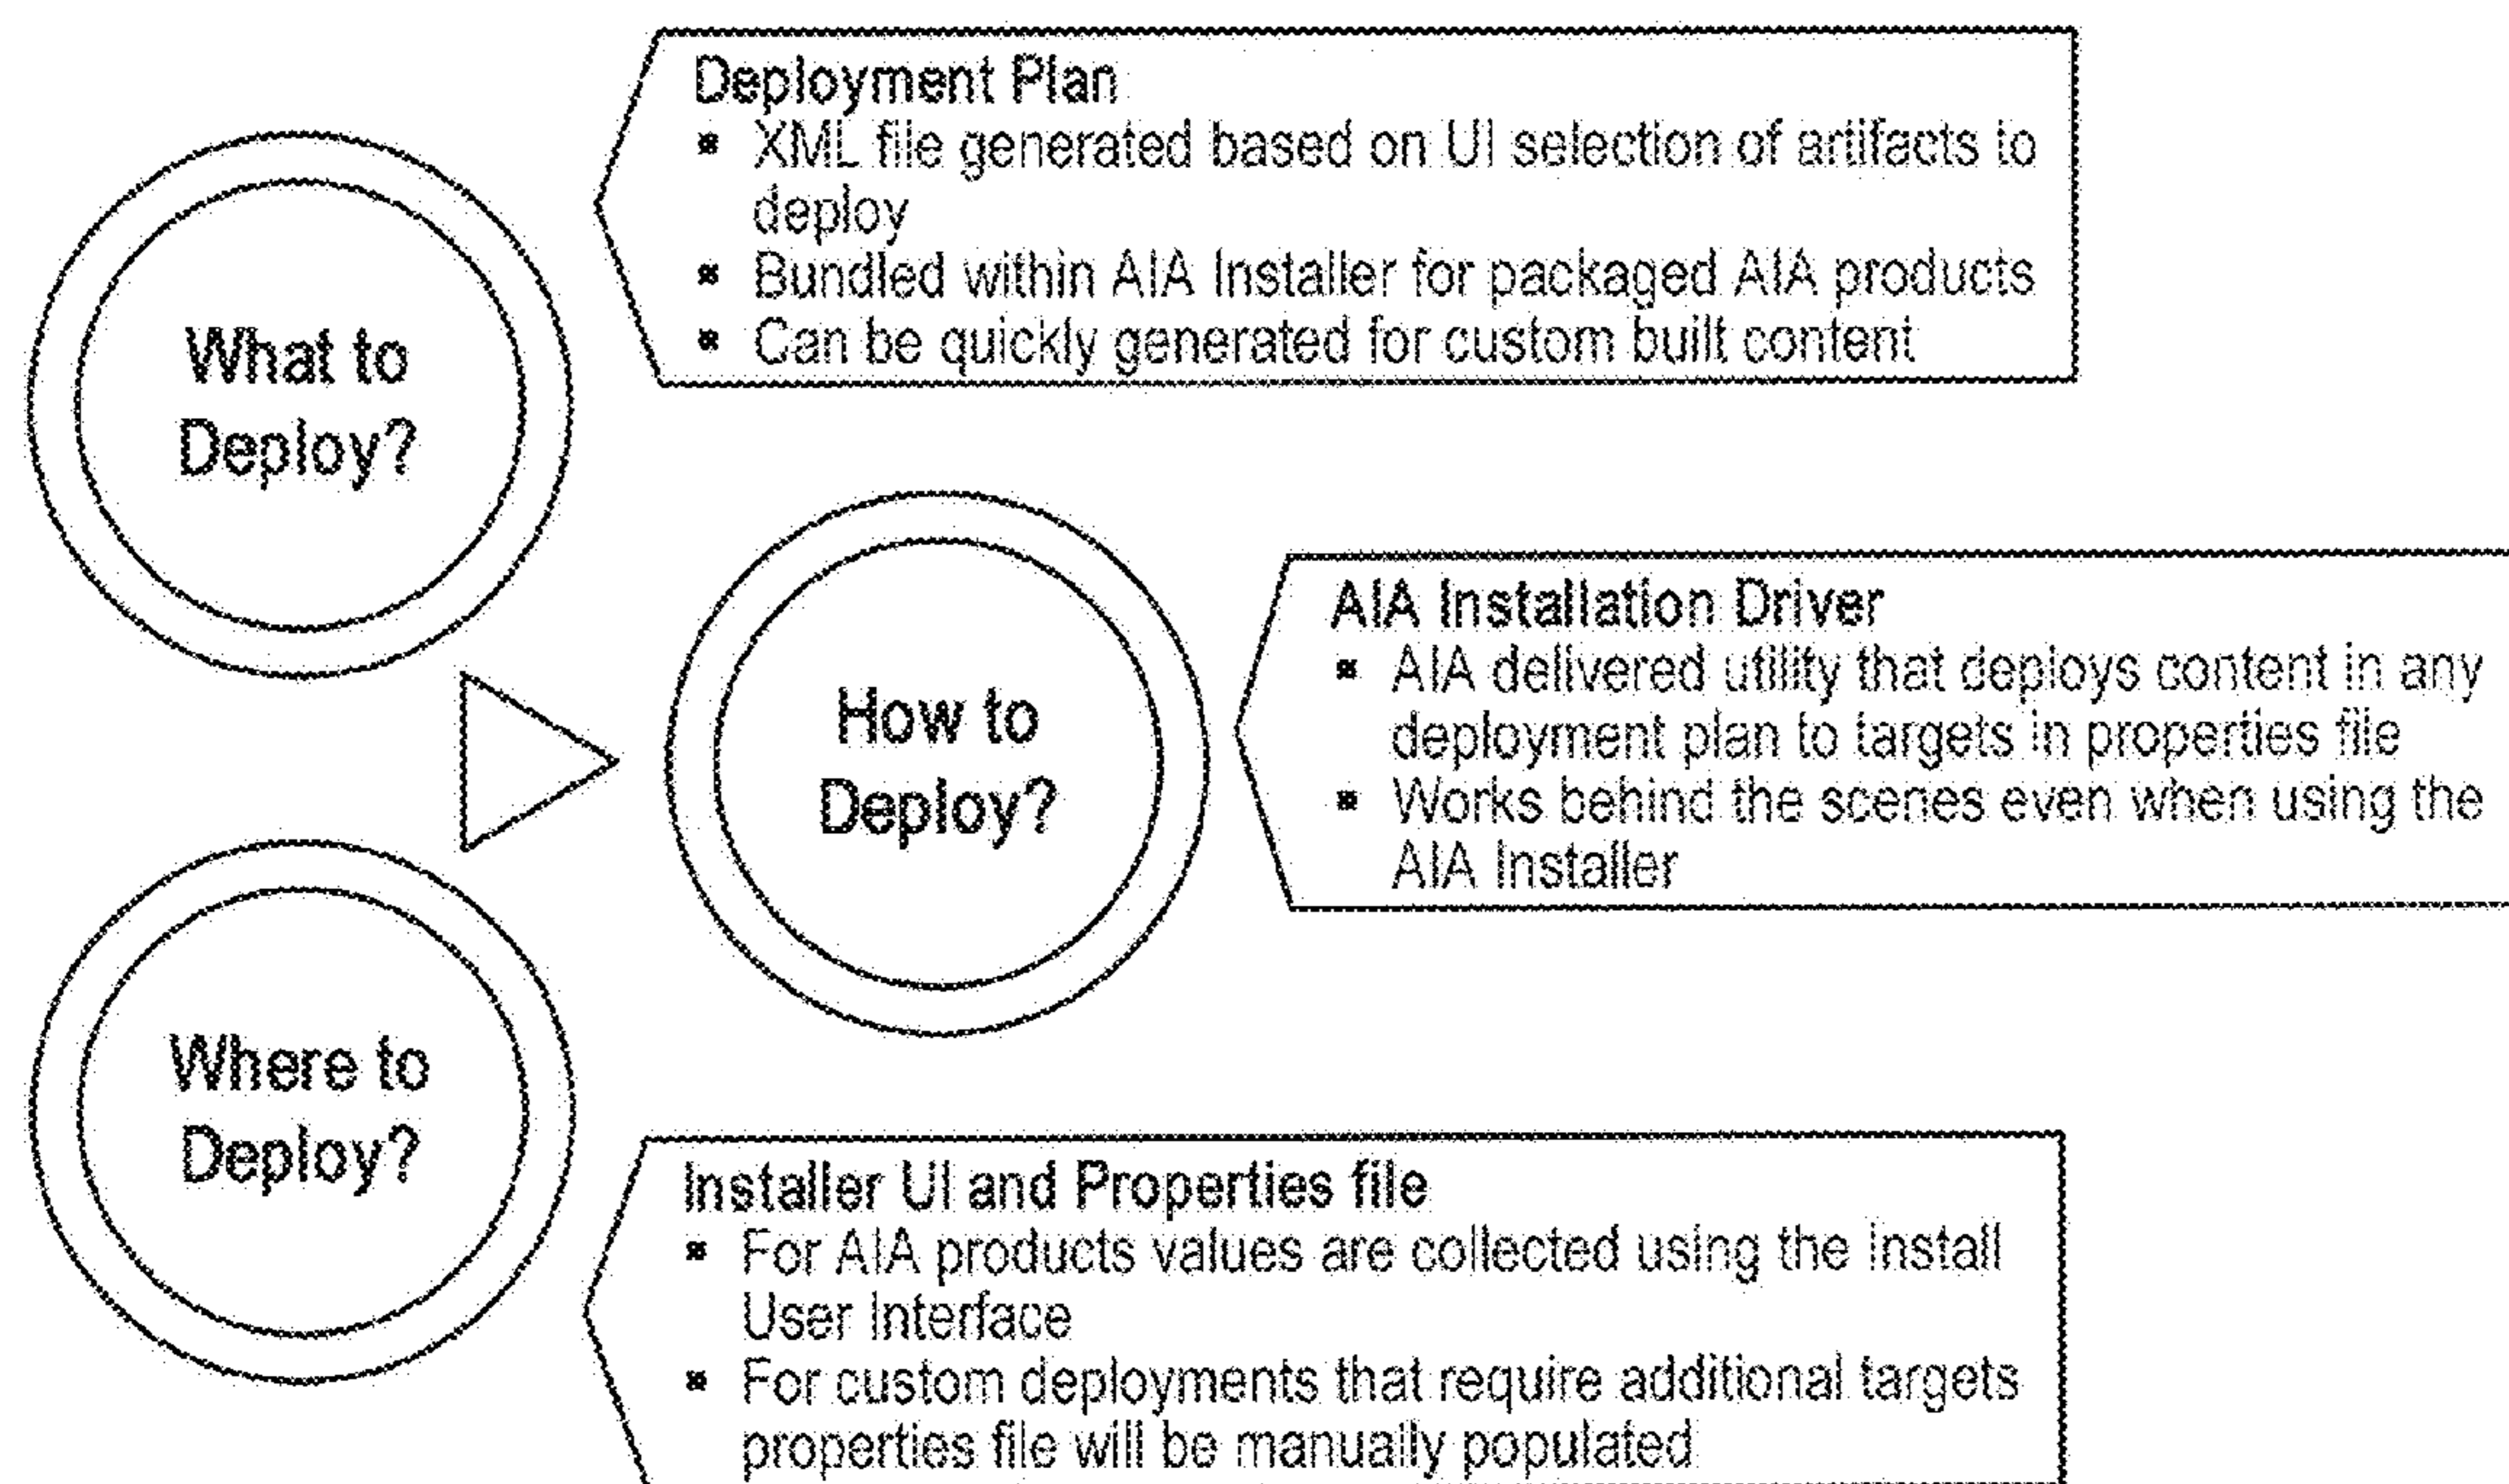 Deployment Plan
▪ XML file generated based on UI selection of artifacts to
deploy
▪ Bundled within AIA Installer for packaged AIA products
▪ Can be quickly generated for custom built content
What to
Deploy?
How to
Deploy?
AIA Installation Driver
▪ AIA delivered utility that deploys content in any
deployment plan to targets in properties file
▪ Works behind the scenes even when using the
AIA Installer
Where to
Deploy?
Installer UI and Properties file
▪ For AIA products values are collected using the install
User Interface
▪ For custom deployments that require additional targets
properties file will be manually populated